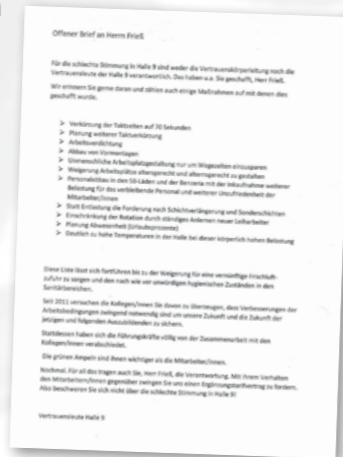 Offener Brief an Herrn Frieß
Für die schlechte Stimmung in Halle 9 sind weder die Vertrauenskörperleitung noch die
Vertrauensleute der Halle 9 verantwortlich. Das haben u.a. Sie geschafft, Herr Frieß.
Wir erinnern Sie gerne daran und zählen auch einige Maßnahmen auf mit denen dies
geschafft wurde.
➢ Verkürzung der Taktzeiten auf 70 Sekunden
➢ Planung weiterer Taktverkürzung
➢ Arbeitsverdichtung
➢ Abbau von Vormontagen
➢ Unmenschliche Arbeitsplatzgestaltung nur um Wegezeiten einzusparen
➢ Weigerung Arbeitsplätze altersgerecht und alternsgerecht zu gestalten
➢ Personalabbau in den SG-Läden und der Benzeria mit der Inkaufnahme weiterer
Belastung für das verbleibende Personal und weiterer Unzufriedenheit der
Mitarbeiter/innen
➢ Statt Entlastung die Forderung nach Schichtverlängerung und Sonderschichten
➢ Einschränkung der Rotation durch ständiges Anlernen neuer Leiharbeiter
➢ Planung Abwesenheit (Urlaubsprozente)
➢ Deutlich zu hohe Temperaturen in der Halle bei dieser körperlich hohen Belastung
Diese Liste lässt sich fortführen bis zu der Weigerung für eine vernünftige Frischluft-
zufuhr zu sorgen und den nach wie vor unwürdigen hygienischen Zuständen in den
Sanitärbereichen.
Seit 2011 versuchen die Kollegen/innen Sie davon zu überzeugen, dass Verbesserungen der
Arbeitsbedingungen zwingend notwendig sind um unsere Zukunft und die Zukunft der
jetzigen und folgenden Auszubildenden zu sichern.
Stattdessen haben sich die Führungskräfte völlig von der Zusammenarbeit mit den
Kollegen/innen verabschiedet.
Die grünen Ampeln sind ihnen wichtiger als die Mitarbeiter/innen.
Nochmal. Für all das tragen auch Sie, Herr Frieß, die Verantwortung. Mit Ihrem Verhalten
den Mitarbeitern/innen gegenüber zwingen Sie uns einen Ergänzungstarifvertrag zu fordern.
Also beschweren Sie sich nicht über die schlechte Stimmung in Halle 9!
Vertrauensleute Halle 9